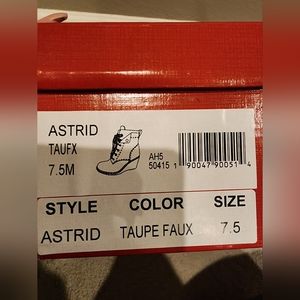 ASTRID
TAUFX
7.5M
AH5
50415 1 90047 90051 4
STYLE COLOR SIZE
ASTRID TAUPE FAUX 7.5